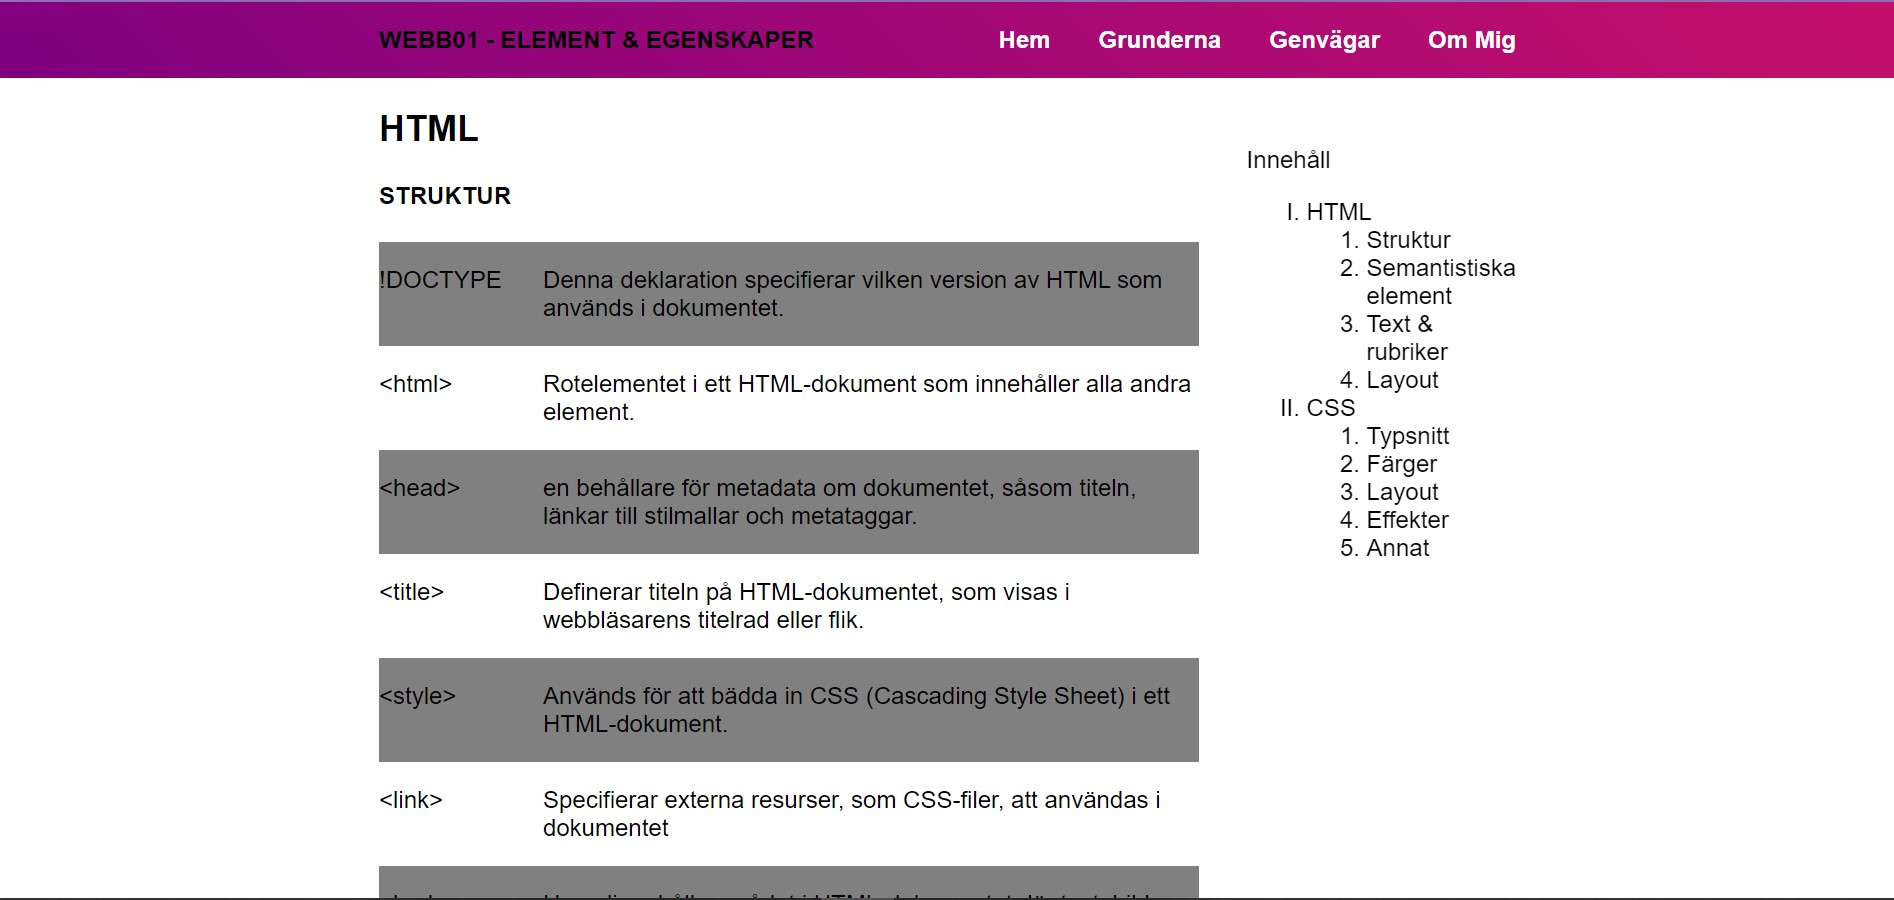 WEBB01 - ELEMENT & EGENSKAPER
Hem
Grunderna
Genvägar
Om Mig
HTML
STRUKTUR
!DOCTYPE
Denna deklaration specifierar vilken version av HTML som
används i dokumentet.
<html>
Rotelementet i ett HTML-dokument som innehåller alla andra
element.
<head>
en behållare för metadata om dokumentet, såsom titeln,
länkar till stilmallar och metataggar.
<title>
Definerar titeln på HTML-dokumentet, som visas i
webbläsarens titelrad eller flik.
<style>
Används för att bädda in CSS (Cascading Style Sheet) i ett
HTML-dokument.
<link>
Specifierar externa resurser, som CSS-filer, att användas i
dokumentet
Innehåll
I. HTML
1. Struktur
2. Semantistiska
element
3. Text &
rubriker
4. Layout
II. CSS
1. Typsnitt
2. Färger
3. Layout
4. Effekter
5. Annat